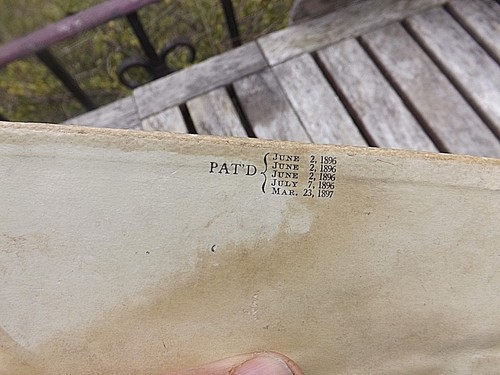 PAT'D
JUNE 2, 1896
JUNE 2, 1896
JUNE 2, 1896
JULY 7, 1896
MAR. 23, 1897